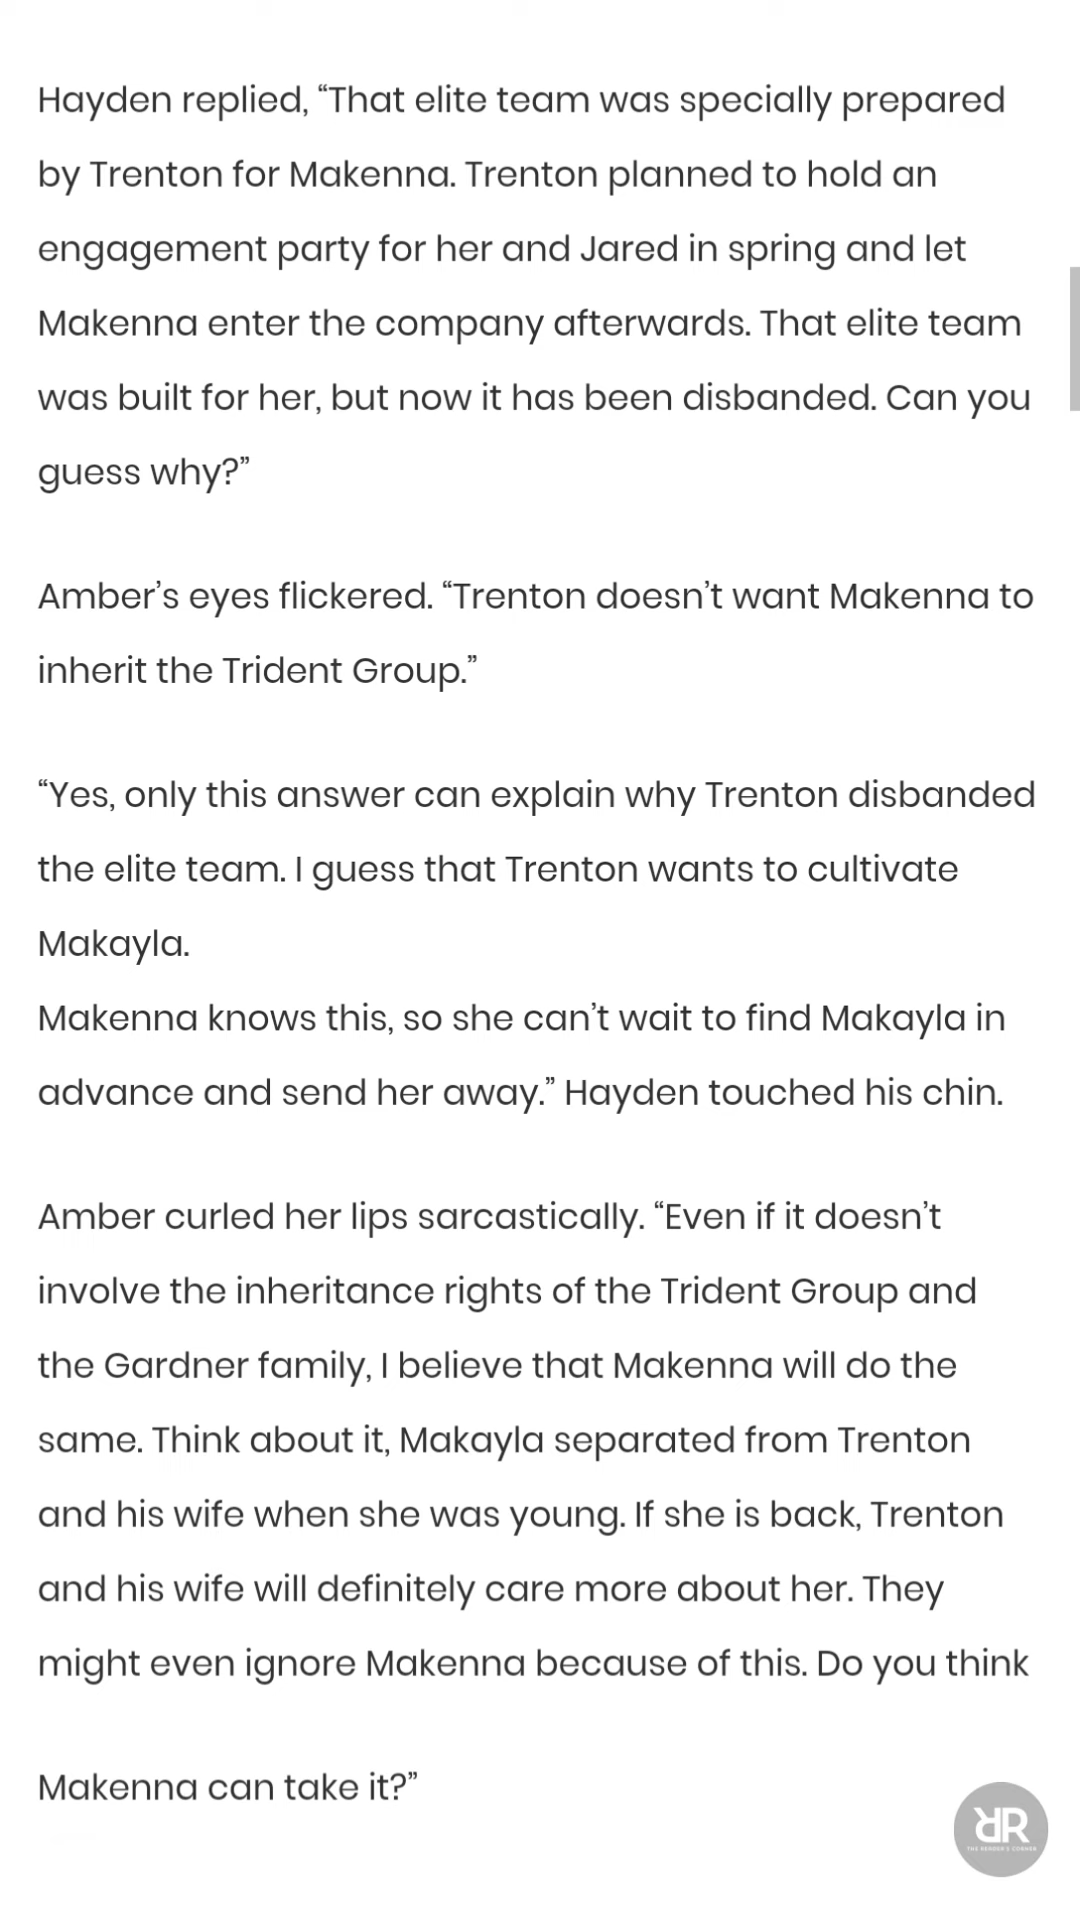 Hayden replied, “That elite team was specially prepared
by Trenton for Makenna. Trenton planned to hold an
engagement party for her and Jared in spring and let
Makenna enter the company afterwards. That elite team
was built for her, but now it has been disbanded. Can you
guess why?”
Amber’s eyes flickered. “Trenton doesn’t want Makenna to
inherit the Trident Group.”
“Yes, only this answer can explain why Trenton disbanded
the elite team. I guess that Trenton wants to cultivate
Makayla.
Makenna knows this, so she can’t wait to find Makayla in
advance and send her away.” Hayden touched his chin.
Amber curled her lips sarcastically. “Even if it doesn’t
involve the inheritance rights of the Trident Group and
the Gardner family, I believe that Makenna will do the
same. Think about it, Makayla separated from Trenton
and his wife when she was young. If she is back, Trenton
and his wife will definitely care more about her. They
might even ignore Makenna because of this. Do you think
Makenna can take it?”
RR
THE READER'S CORNER